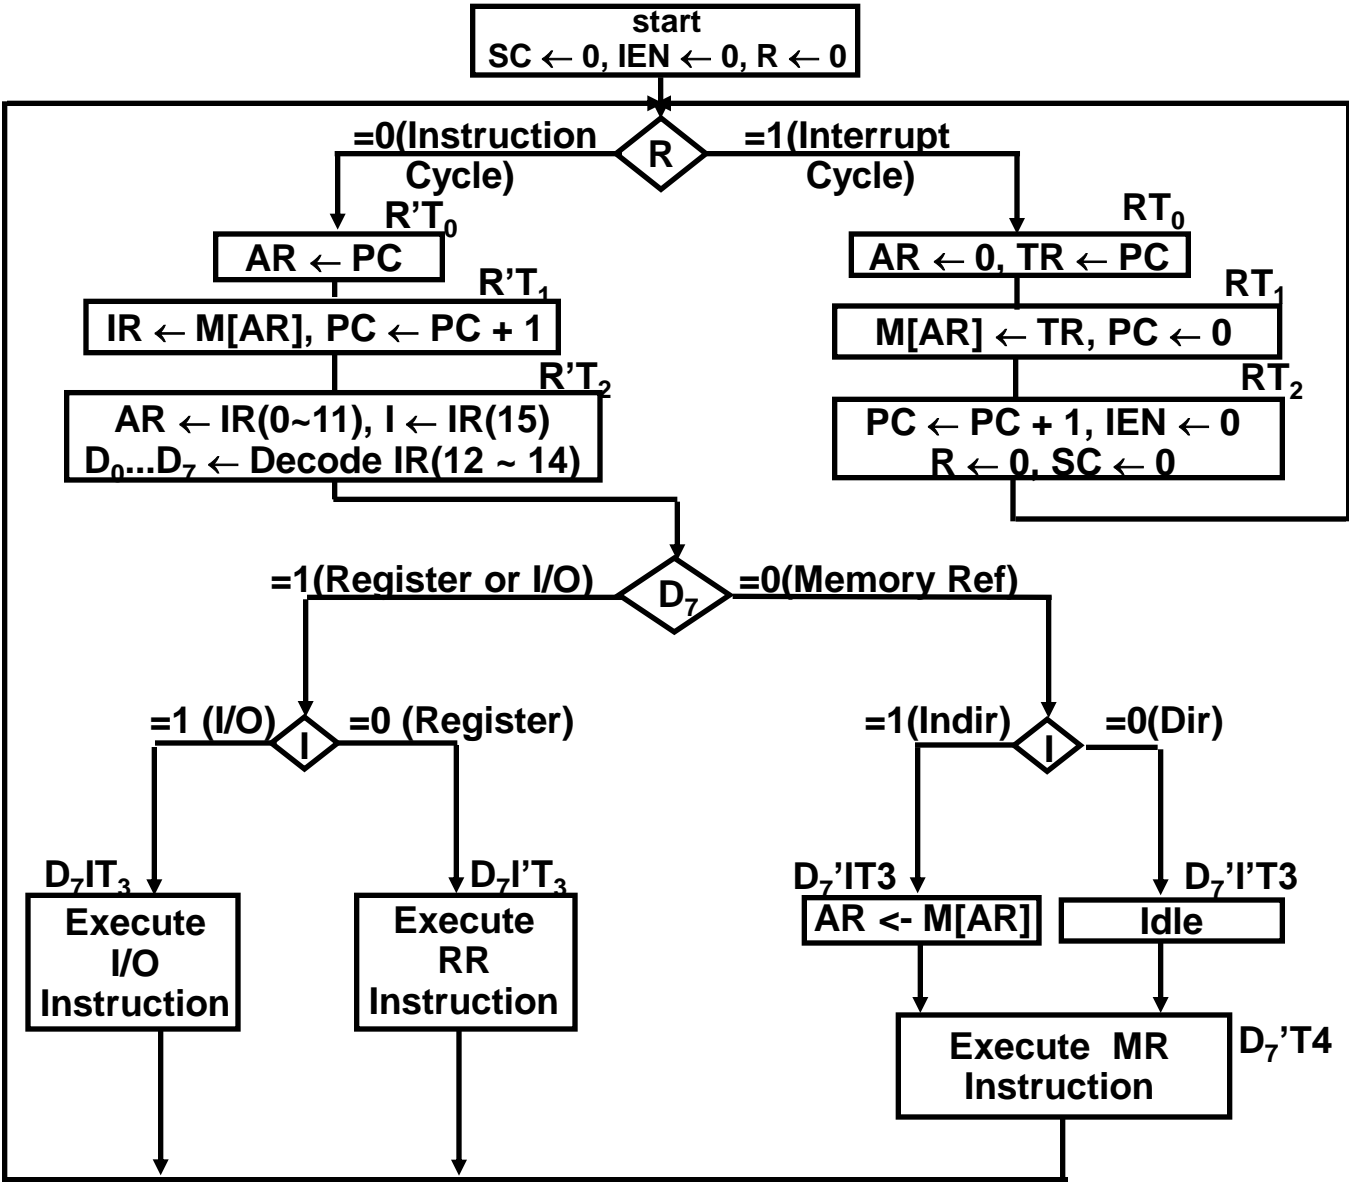 start
SC ← 0, IEN ← 0, R ← 0
=0(Instruction
Cycle)
R
=1(Interrupt
Cycle)
R’T₀
AR ← PC
R’T₁
IR ← M[AR], PC ← PC + 1
R’T₂
AR ← IR(0~11), I ← IR(15)
D₀...D₇ ← Decode IR(12 ~ 14)
RT₀
AR ← 0, TR ← PC
RT₁
M[AR] ← TR, PC ← 0
RT₂
PC ← PC + 1, IEN ← 0
R ← 0, SC ← 0
=1(Register or I/O)
D₇
=0(Memory Ref)
=1 (I/O)
I
=0 (Register)
=1(Indir)
I
=0(Dir)
D₇IT₃
Execute
I/O
Instruction
D₇I’T₃
Execute
RR
Instruction
D₇’IT3
AR <- M[AR]
D₇’I’T3
Idle
Execute MR
Instruction
D₇’T4